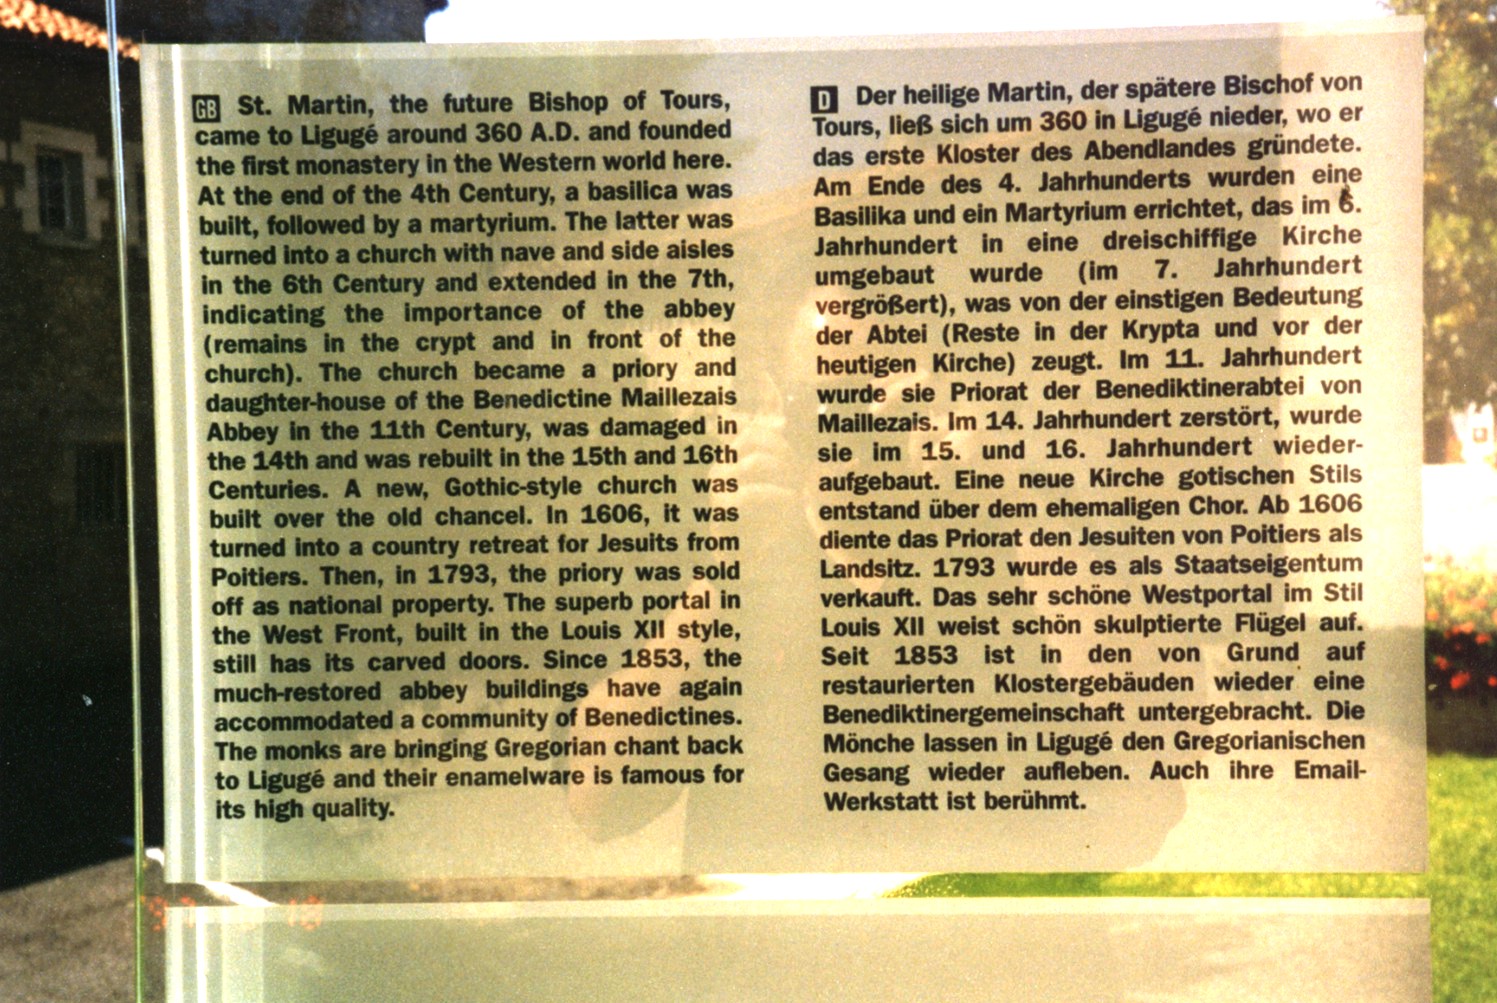 GB St. Martin, the future Bishop of Tours,
came to Ligugé around 360 A.D. and founded
the first monastery in the Western world here.
At the end of the 4th Century, a basilica was
built, followed by a martyrium. The latter was
turned into a church with nave and side aisles
in the 6th Century and extended in the 7th,
indicating the importance of the abbey
(remains in the crypt and in front of the
church). The church became a priory and
daughter-house of the Benedictine Maillezais
Abbey in the 11th Century, was damaged in
the 14th and was rebuilt in the 15th and 16th
Centuries. A new, Gothic-style church was
built over the old chancel. In 1606, it was
turned into a country retreat for Jesuits from
Poitiers. Then, in 1793, the priory was sold
off as national property. The superb portal in
the West Front, built in the Louis XII style,
still has its carved doors. Since 1853, the
much-restored abbey buildings have again
accommodated a community of Benedictines.
The monks are bringing Gregorian chant back
to Ligugé and their enamelware is famous for
its high quality.
D Der heilige Martin, der spätere Bischof von
Tours, ließ sich um 360 in Ligugé nieder, wo er
das erste Kloster des Abendlandes gründete.
Am Ende des 4. Jahrhunderts wurden eine
Basilika und ein Martyrium errichtet, das im 6.
Jahrhundert in eine dreischiffige Kirche
umgebaut wurde (im 7. Jahrhundert
vergrößert), was von der einstigen Bedeutung
der Abtei (Reste in der Krypta und vor der
heutigen Kirche) zeugt. Im 11. Jahrhundert
wurde sie Priorat der Benediktinerabtei von
Maillezais. Im 14. Jahrhundert zerstört, wurde
sie im 15. und 16. Jahrhundert wieder-
aufgebaut. Eine neue Kirche gotischen Stils
entstand über dem ehemaligen Chor. Ab 1606
diente das Priorat den Jesuiten von Poitiers als
Landsitz. 1793 wurde es als Staatseigentum
verkauft. Das sehr schöne Westportal im Stil
Louis XII weist schön skulptierte Flügel auf.
Seit 1853 ist in den von Grund auf
restaurierten Klostergebäuden wieder eine
Benediktinergemeinschaft untergebracht. Die
Mönche lassen in Ligugé den Gregorianischen
Gesang wieder aufleben. Auch ihre Email-
Werkstatt ist berühmt.